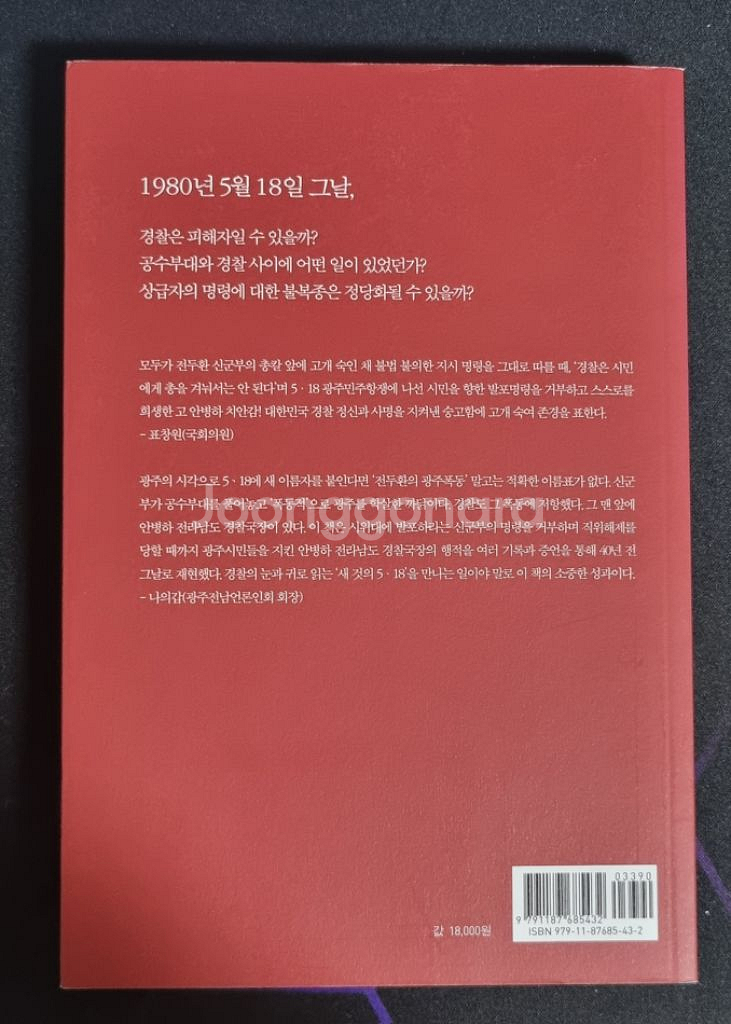 1980년 5월 18일 그날,
경찰은 피해자일 수 있을까?
공수부대와 경찰 사이에 어떤 일이 있었던가?
상급자의 명령에 대한 불복종은 정당화될 수 있을까?
모두가 전두환 신군부의 총칼 앞에 고개 숙인 채 불법 불의한 지시 명령을 그대로 따를 때, '경찰은 시민
에게 총을 겨눠서는 안 된다'며 5·18 광주민주항쟁에 나선 시민을 향한 발포명령을 거부하고 스스로를
희생한 고 안병하 치안감! 대한민국 경찰 정신과 사명을 지켜낸 숭고함에 고개 숙여 존경을 표한다.
– 표창원(국회의원)
광주의 시각으로 5·18에 새 이름자를 붙인다면 '전두환의 광주폭동' 말고는 적확한 이름표가 없다. 신군
부가 공수부대를 풀어놓고 '폭동적'으로 광주를 학살한 까닭이다. 경찰도 그 폭동에 저항했다. 그 맨 앞에
안병하 전라남도 경찰국장이 있다. 이 책은 시위대에 발포하라는 신군부의 명령을 거부하며 직위해제를
당할 때까지 광주시민들을 지킨 안병하 전라남도 경찰국장의 행적을 여러 기록과 증언을 통해 40년 전
그날로 재현했다. 경찰의 눈과 귀로 읽는 '새 것의 5·18'을 만나는 일이야 말로 이 책의 소중한 성과이다.
– 나의갑(광주전남언론인회 회장)
Joonggonara
03390
9 791187 685432
값 18,000원
ISBN 979-11-87685-43-2